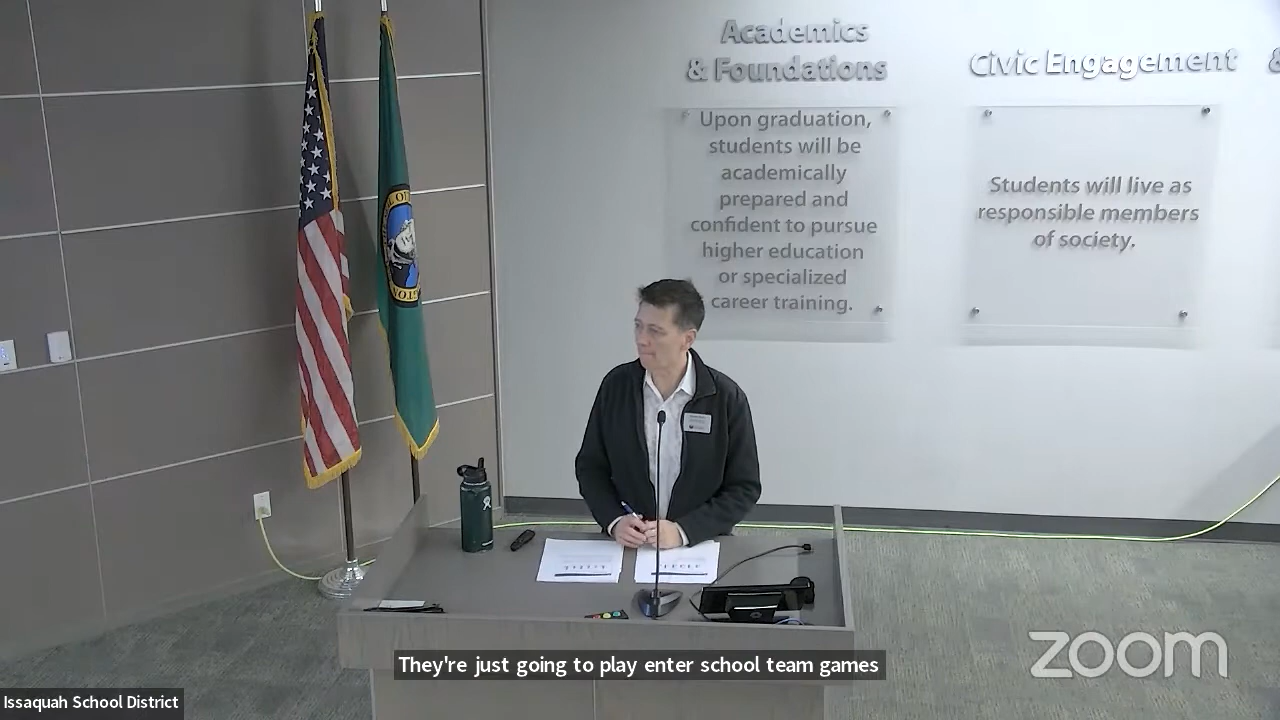 Academics
& Foundations
Upon graduation,
students will be
academically
prepared and
confident to pursue
higher education
or specialized
career training.
Civic Engagement
Students will live as
responsible members
of society.
&
They're just going to play enter school team games
Issaquah School District
zoom